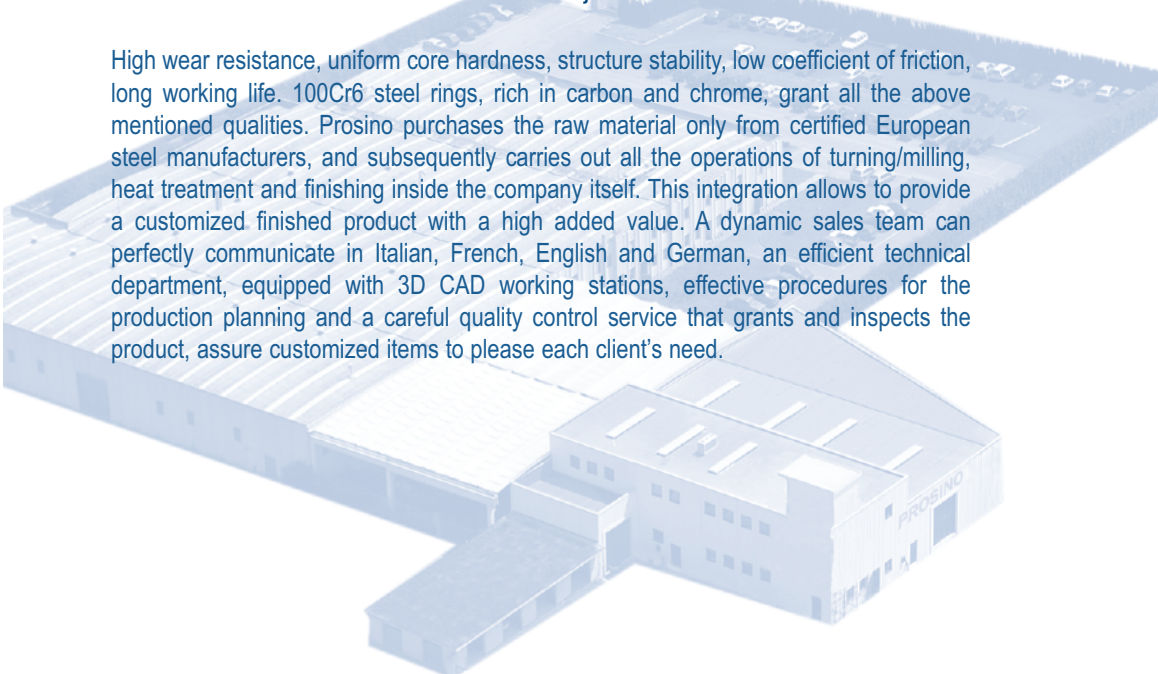 High wear resistance, uniform core hardness, structure stability, low coefficient of friction,
long working life. 100Cr6 steel rings, rich in carbon and chrome, grant all the above
mentioned qualities. Prosino purchases the raw material only from certified European
steel manufacturers, and subsequently carries out all the operations of turning/milling,
heat treatment and finishing inside the company itself. This integration allows to provide
a customized finished product with a high added value. A dynamic sales team can
perfectly communicate in Italian, French, English and German, an efficient technical
department, equipped with 3D CAD working stations, effective procedures for the
production planning and a careful quality control service that grants and inspects the
product, assure customized items to please each client’s need.
PROSINO